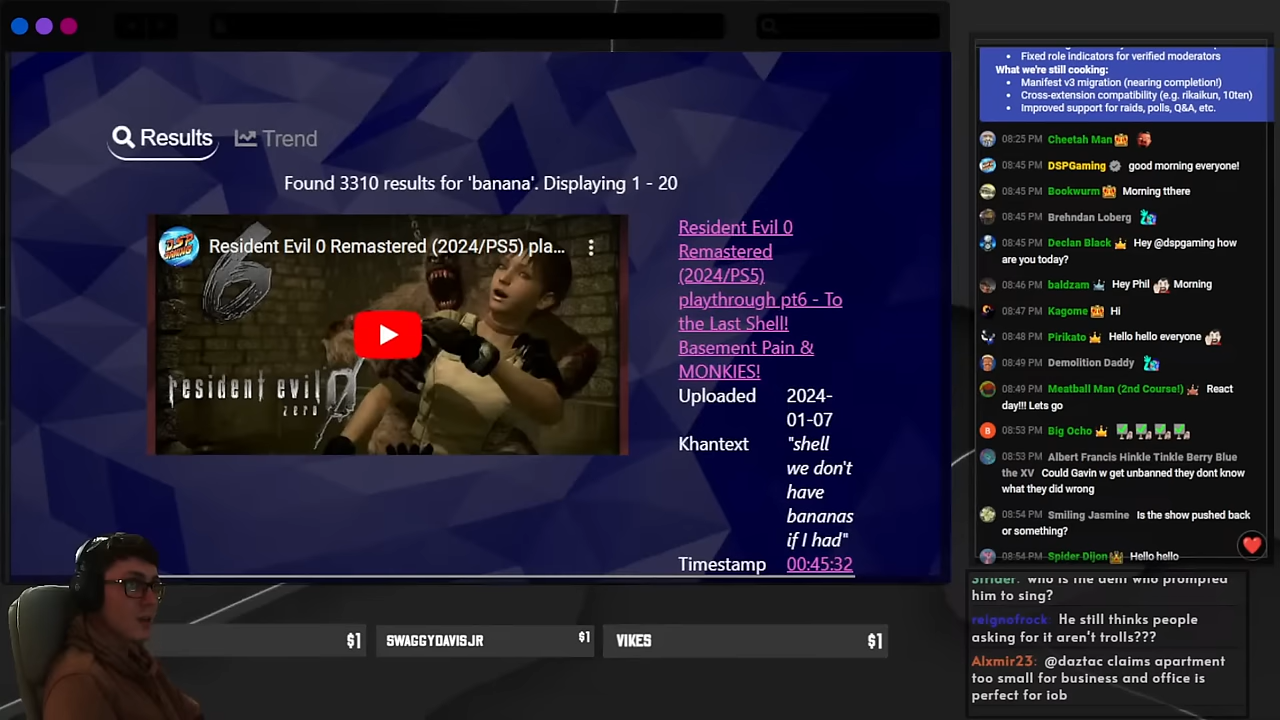 Results
Trend
Found 3310 results for 'banana'. Displaying 1 - 20
DSP
GAMING
Resident Evil 0 Remastered (2024/PS5) pla...
6
resident evil 0
zero
Resident Evil 0
Remastered
(2024/PS5)
playthrough pt6 - To
the Last Shell!
Basement Pain &
MONKIES!
Uploaded 2024-
01-07
Khantext "shell
we don't
have
bananas
if I had"
Timestamp 00:45:32
$1
SWAGGYDAVISJR $1
VIKES $1
Fixed role indicators for verified moderators
What we're still cooking:
Manifest v3 migration (nearing completion!)
Cross-extension compatibility (e.g. rikaikun, 10ten)
Improved support for raids, polls, Q&A, etc.
08:25 PM Cheetah Man
08:45 PM DSPGaming good morning everyone!
08:45 PM Bookwurm Morning tthere
08:45 PM Brehndan Loberg
08:45 PM Declan Black Hey @dspgaming how
are you today?
08:46 PM baldzam Hey Phil Morning
08:47 PM Kagome Hi
08:48 PM Pirikato Hello hello everyone
08:49 PM Demolition Daddy
08:49 PM Meatball Man (2nd Course!) React
day!!! Lets go
B 08:53 PM Big Ocho
08:53 PM Albert Francis Hinkle Tinkle Berry Blue
the XV Could Gavin w get unbanned they dont know
what they did wrong
08:54 PM Smiling Jasmine Is the show pushed back
or something?
08:54 PM Spider Dijon Hello hello
Strider: who is the dent who prompted
him to sing?
reignofrock: He still thinks people
asking for it aren't trolls???
Alxmir23: @daztac claims apartment
too small for business and office is
perfect for iob